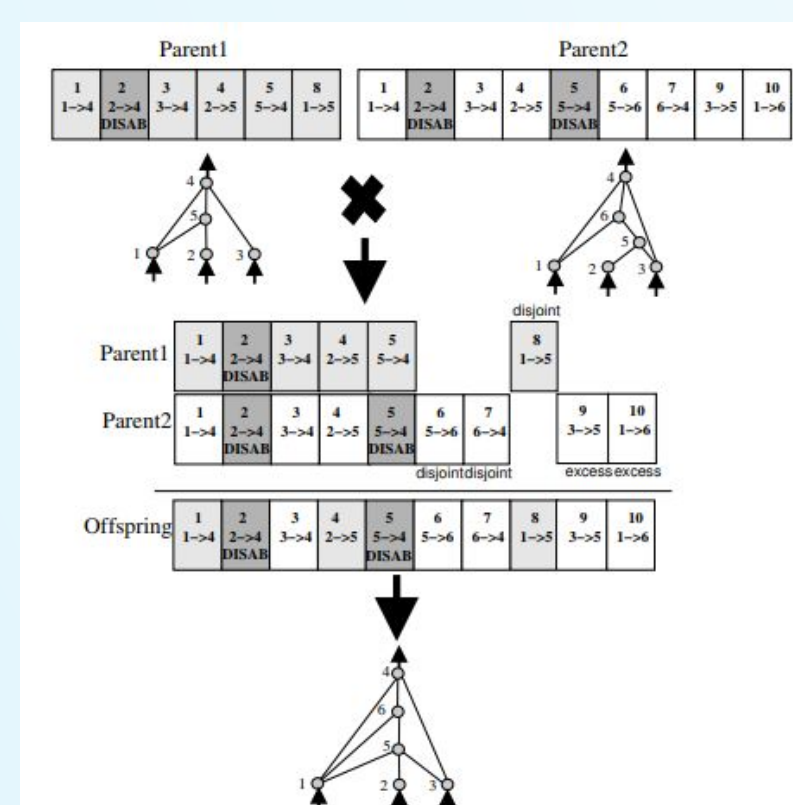 Parent1 Parent2
1 2 3 4 5 8 1 2 3 4 5 6 7 9 10
1->4 2->4 3->4 2->5 5->4 1->5 1->4 2->4 3->4 2->5 5->4 5->6 6->4 3->5 1->6
DISAB DISAB DISAB
4 4
5 6
5
1 2 3 1 2 3
disjoint
Parent1 1 2 3 4 5 8
1->4 2->4 3->4 2->5 5->4 1->5
DISAB
Parent2 1 2 3 4 5 6 7 9 10
1->4 2->4 3->4 2->5 5->4 5->6 6->4 3->5 1->6
DISAB DISAB
disjoint disjoint excess excess
Offspring 1 2 3 4 5 6 7 8 9 10
1->4 2->4 3->4 2->5 5->4 5->6 6->4 1->5 3->5 1->6
DISAB DISAB
4
6
5
1 2 3